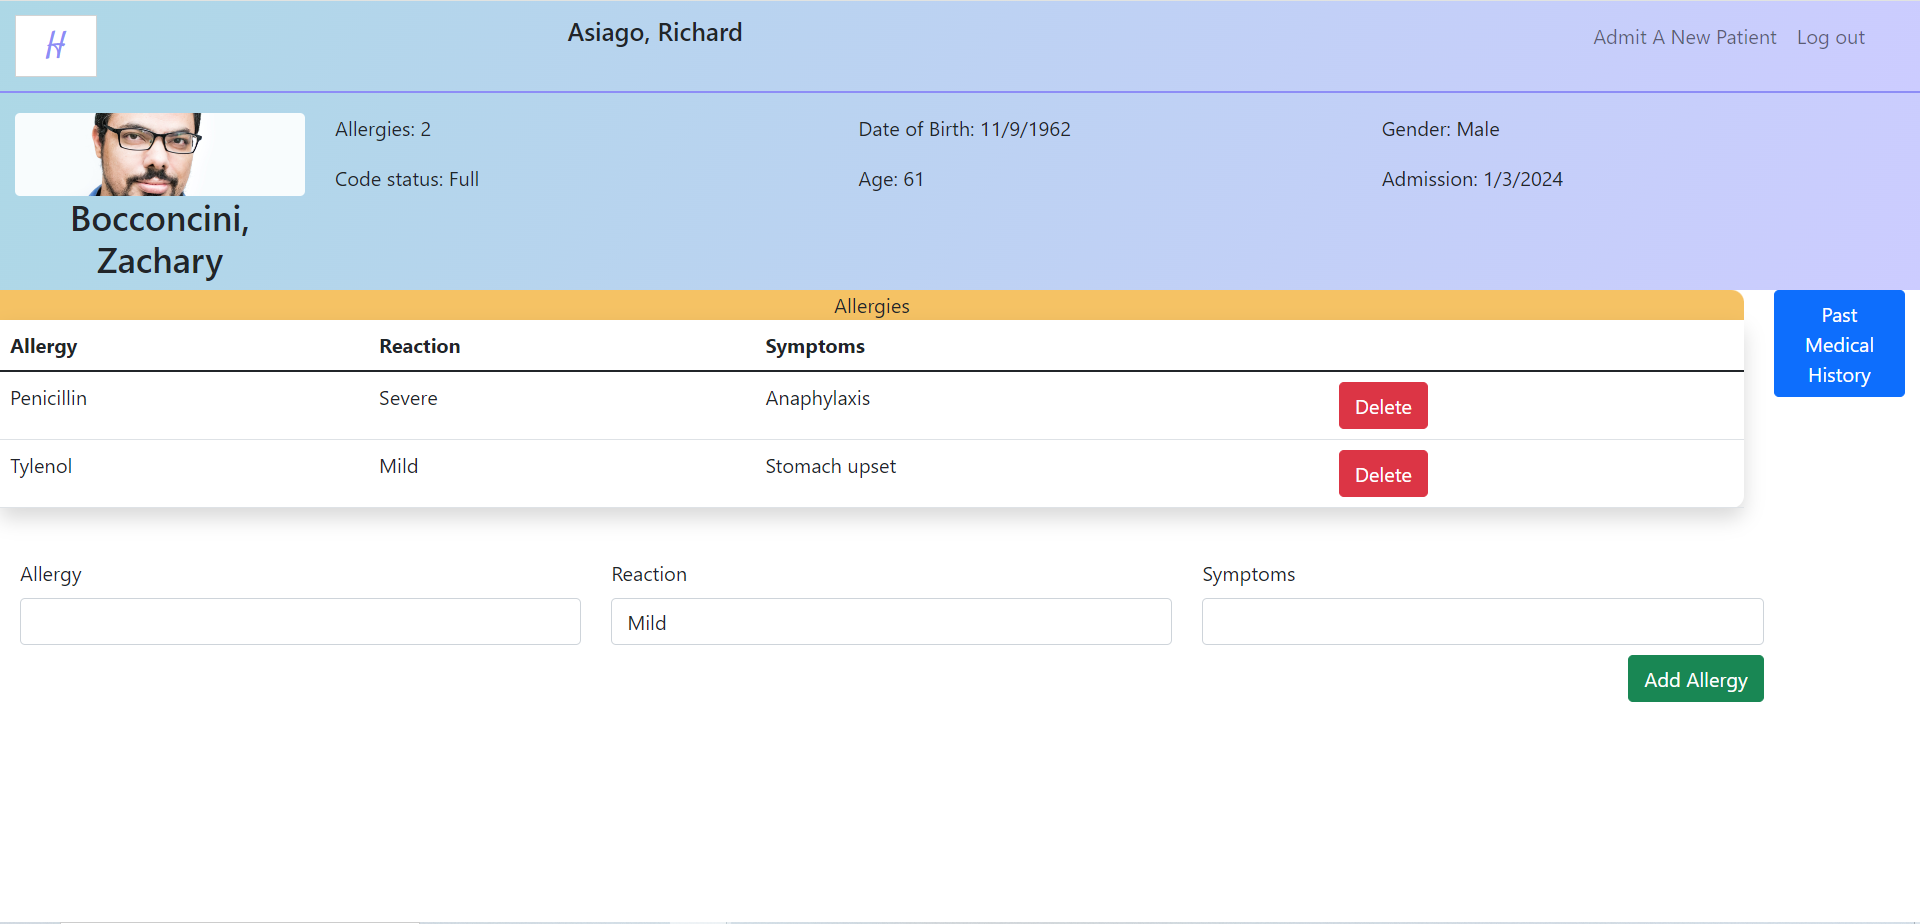 H
Asiago, Richard
Admit A New Patient Log out
Allergies: 2
Date of Birth: 11/9/1962
Gender: Male
Code status: Full
Age: 61
Admission: 1/3/2024
Bocconcini,
Zachary
Allergies
Past
Medical
History
Allergy Reaction Symptoms
Penicillin Severe Anaphylaxis Delete
Tylenol Mild Stomach upset Delete
Allergy Reaction Symptoms
Mild
Add Allergy